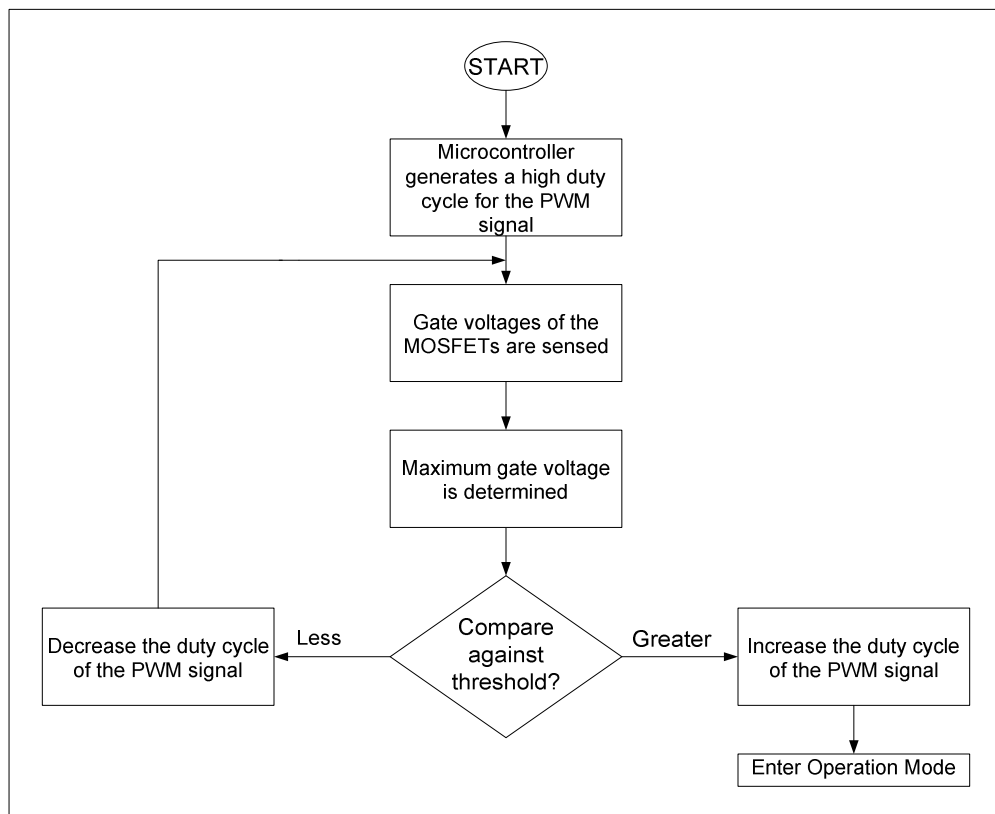 START
Microcontroller
generates a high duty
cycle for the PWM
signal
Gate voltages of the
MOSFETs are sensed
Maximum gate voltage
is determined
Compare
against
threshold?
Less
Decrease the duty cycle
of the PWM signal
Greater
Increase the duty cycle
of the PWM signal
Enter Operation Mode